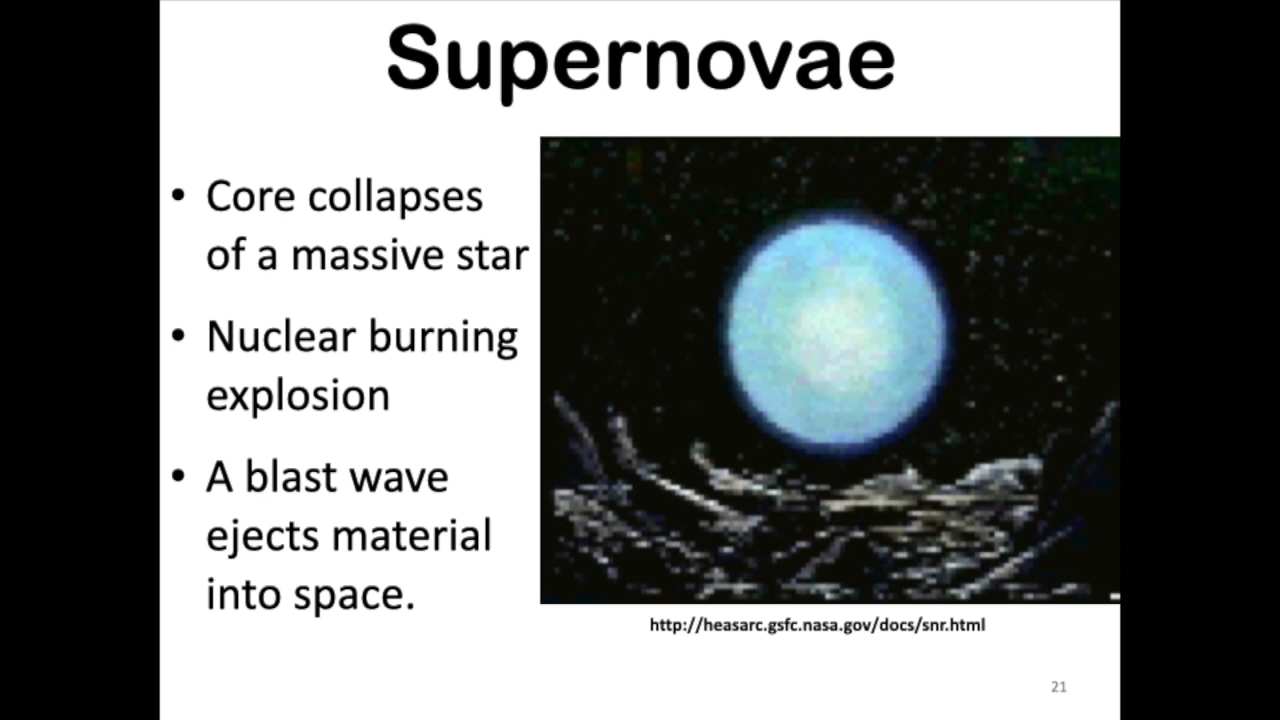 Supernovae
• Core collapses
of a massive star
• Nuclear burning
explosion
• A blast wave
ejects material
into space.
http://heasarc.gsfc.nasa.gov/docs/snr.html
21